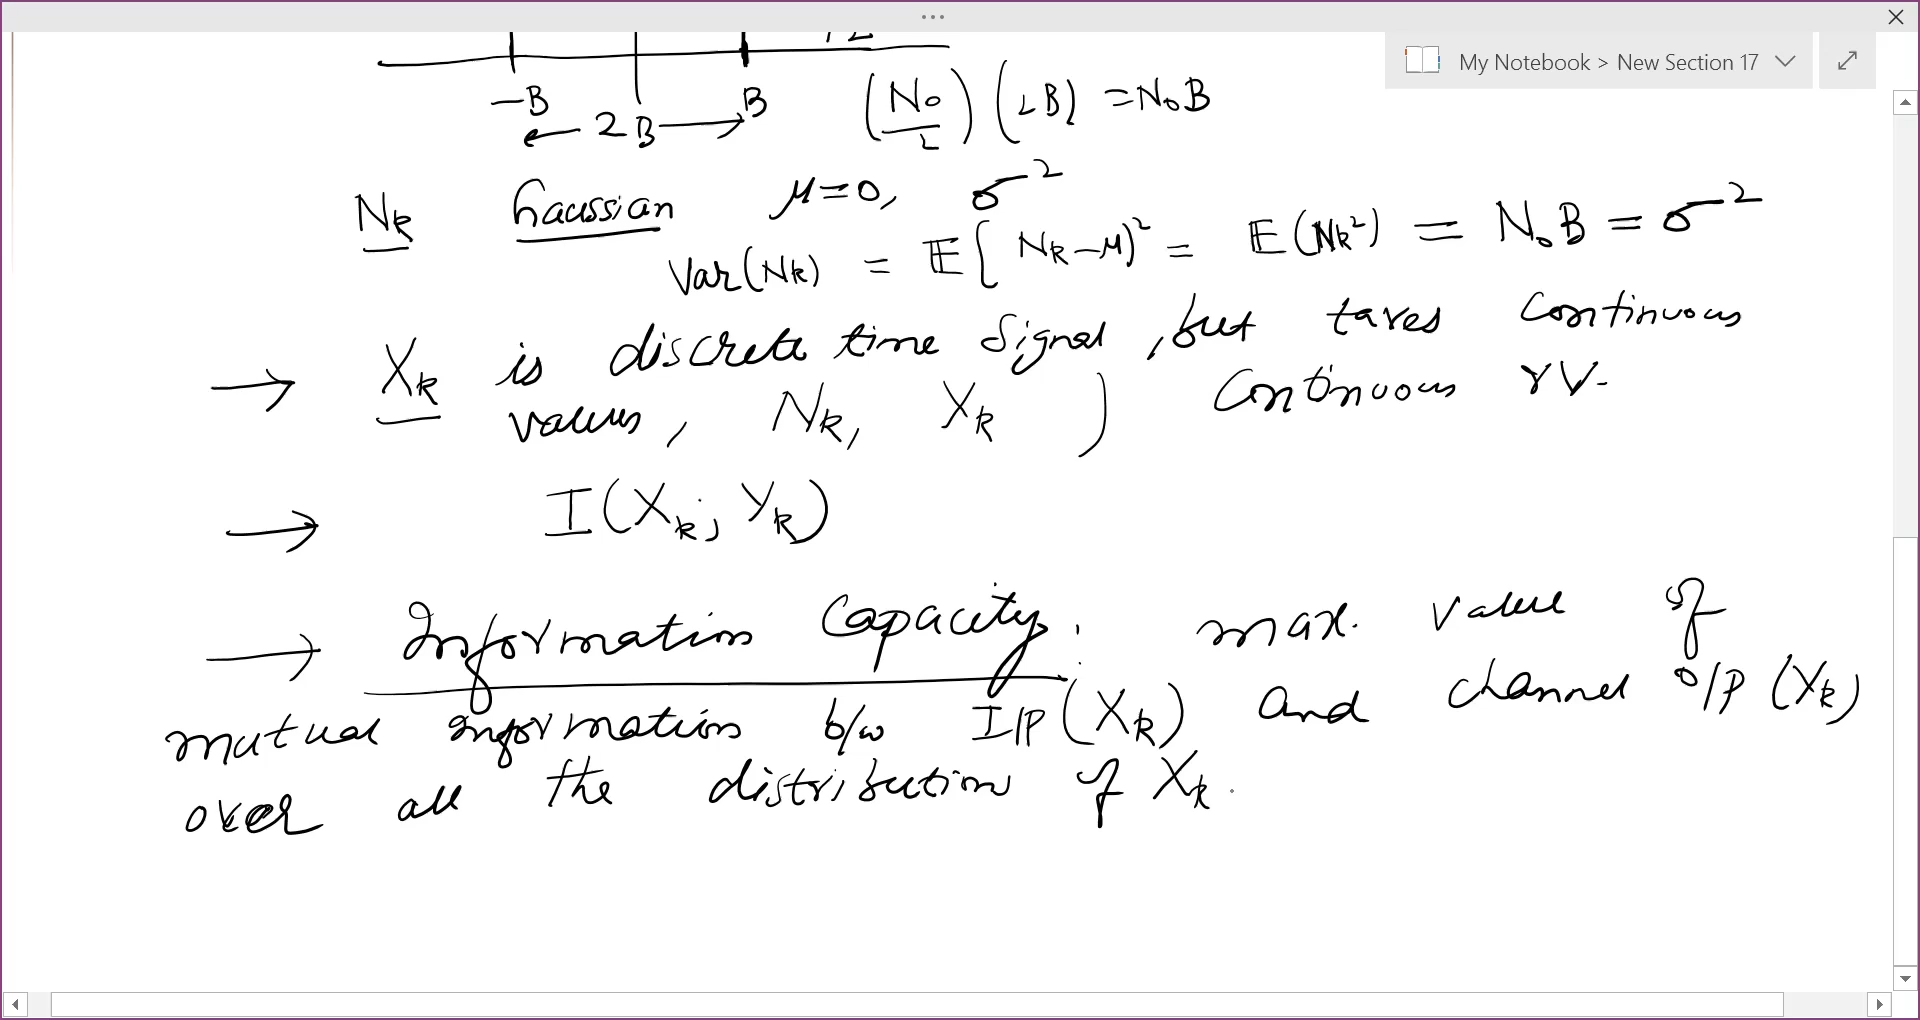 My Notebook > New Section 17
-B B
2B
(N₀/2) (2B) = N₀B
N_k Gaussian μ=0, σ²
Var(N_k) = E[N_k-μ)² = E(N_k²) = N₀B = σ²
→ X_k is discrete time signal, but takes continuous
values, N_k, X_k ) continuous rV.
→ I(X_k; Y_k)
→ Information Capacity: max. value of
mutual information b/w I/P (X_k) and channel o/p (Y_k)
over all the distribution of X_k.